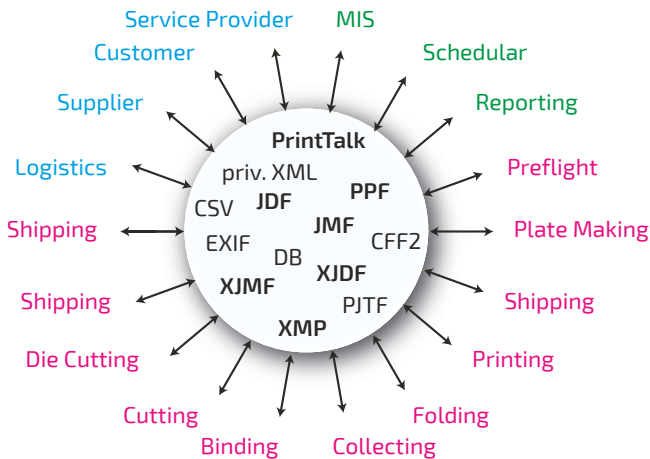 Service Provider
MIS
Customer
Schedular
Supplier
Reporting
PrintTalk
Logistics
priv. XML
Preflight
JDF
PPF
CSV
JMF
Shipping
EXIF
CFF2
Plate Making
DB
XJMF
XJDF
Shipping
PJTF
Shipping
XMP
Die Cutting
Printing
Cutting
Folding
Binding
Collecting